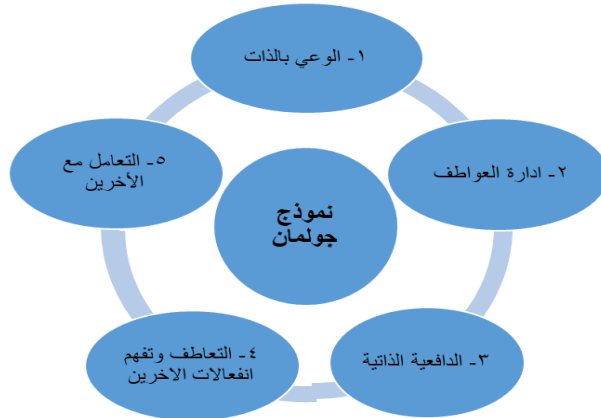 ١- الوعي بالذات
٢- ادارة العواطف
٣- الدافعية الذاتية
٤- التعاطف وتفهم
انفعالات الاخرين
٥- التعامل مع
الأخرين
نموذج
جولمان